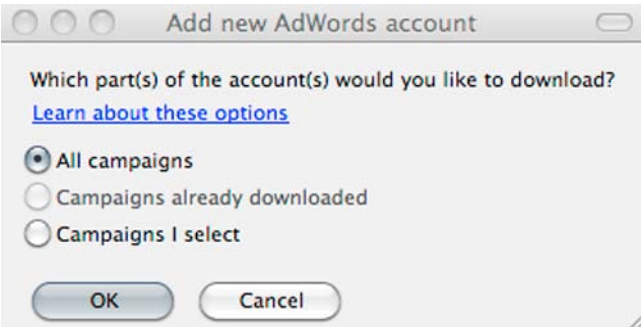 Add new AdWords account
Which part(s) of the account(s) would you like to download?
Learn about these options
All campaigns
Campaigns already downloaded
Campaigns I select
OK Cancel